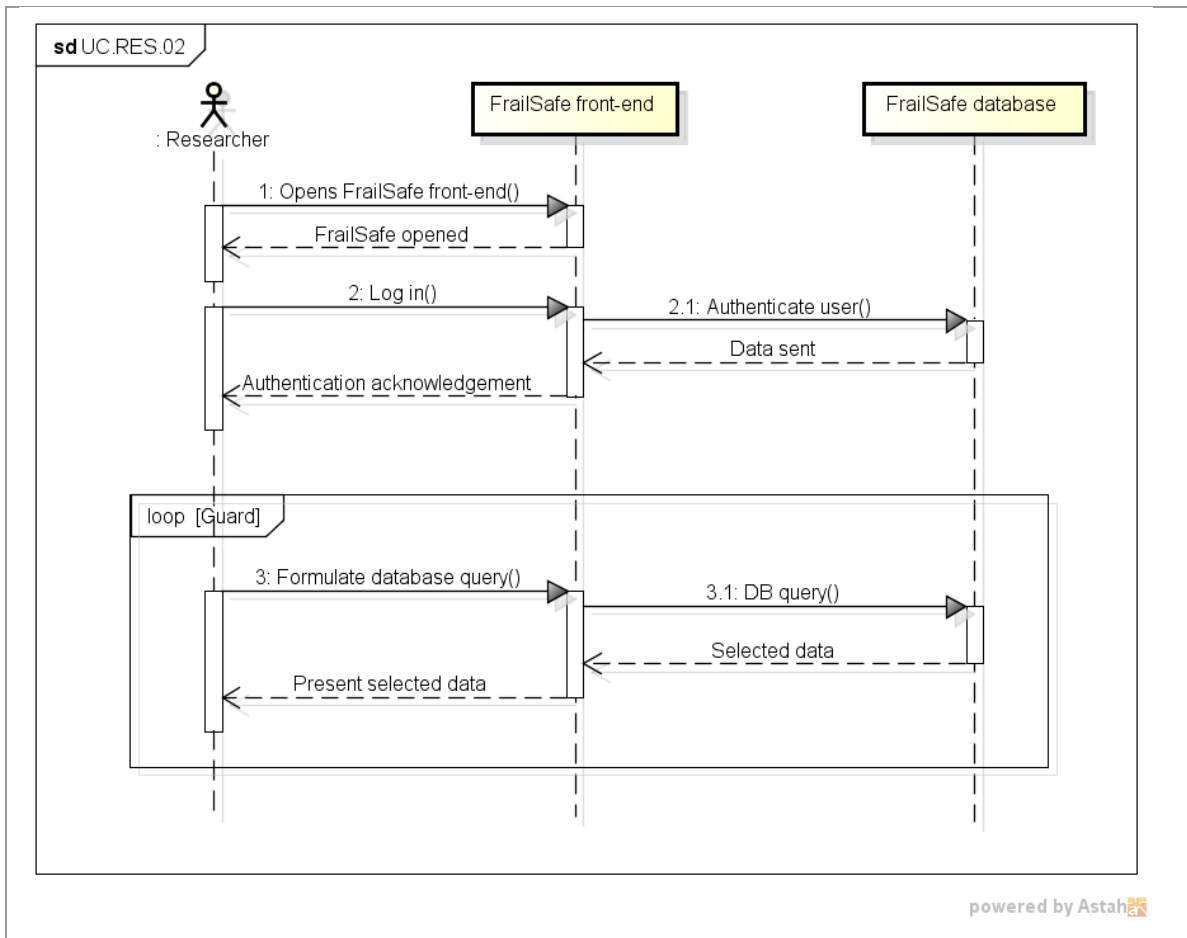 sd UC.RES.02
FrailSafe front-end
FrailSafe database
: Researcher
1: Opens FrailSafe front-end()
FrailSafe opened
2: Log in()
2.1: Authenticate user()
Data sent
Authentication acknowledgement
loop [Guard]
3: Formulate database query()
3.1: DB query()
Selected data
Present selected data
powered by Astah